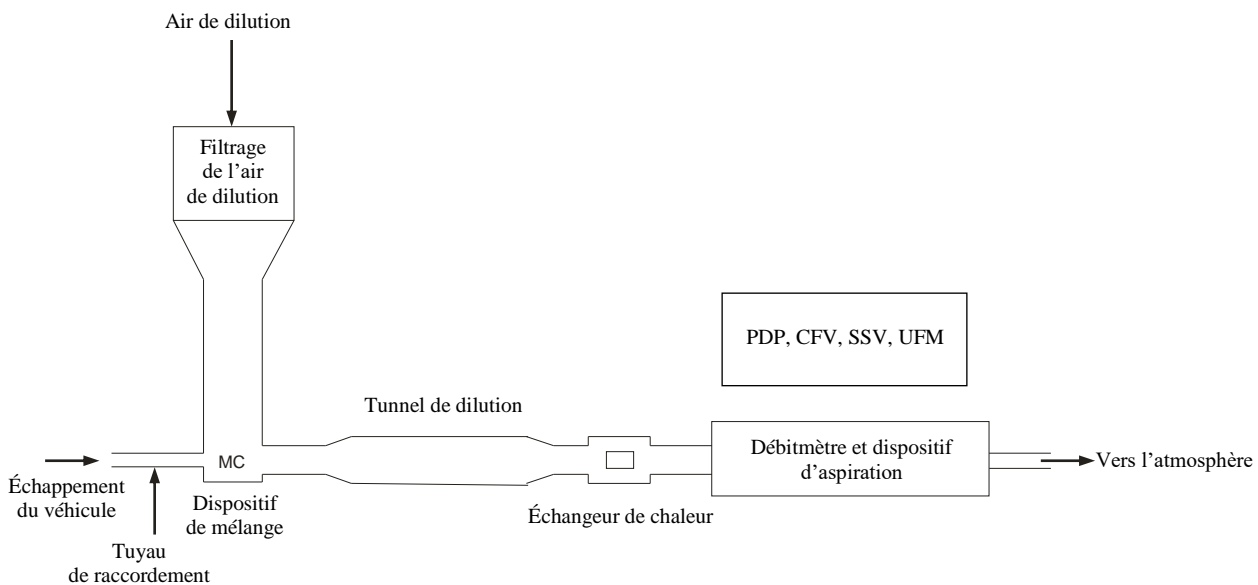 Air de dilution
Filtrage
de l’air
de dilution
PDP, CFV, SSV, UFM
Tunnel de dilution
Débitmètre et dispositif
d’aspiration
Vers l’atmosphère
MC
Échappement
du véhicule
Dispositif
de mélange
Échangeur de chaleur
Tuyau
de raccordement